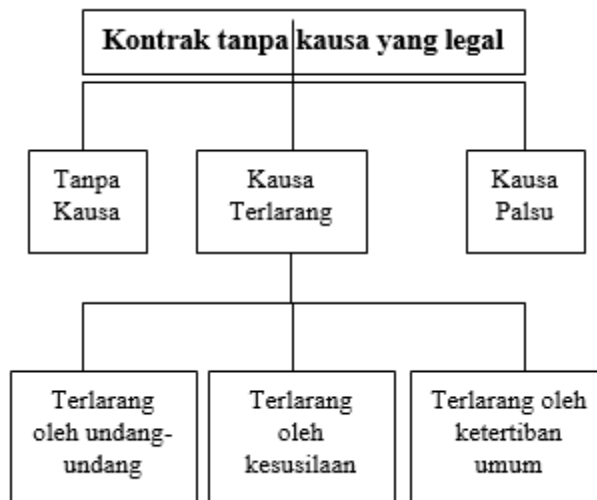 Kontrak tanpa kausa yang legal
Tanpa
Kausa
Kausa
Terlarang
Kausa
Palsu
Terlarang
oleh undang-
undang
Terlarang
oleh
kesusilaan
Terlarang oleh
ketertiban
umum